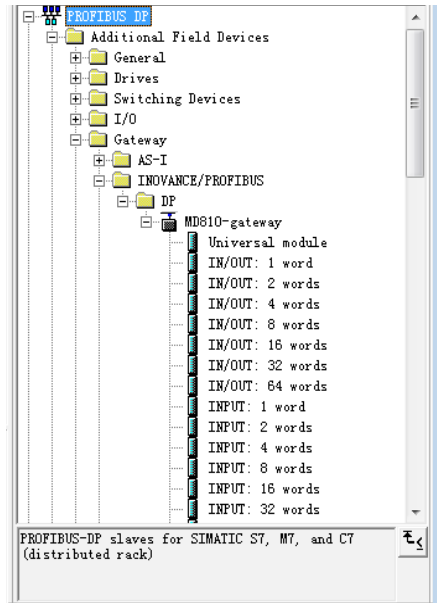 PROFIBUS DP
Additional Field Devices
General
Drives
Switching Devices
I/O
Gateway
AS-I
INOVANCE/PROFIBUS
DP
MD810-gateway
Universal module
IN/OUT: 1 word
IN/OUT: 2 words
IN/OUT: 4 words
IN/OUT: 8 words
IN/OUT: 16 words
IN/OUT: 32 words
IN/OUT: 64 words
INPUT: 1 word
INPUT: 2 words
INPUT: 4 words
INPUT: 8 words
INPUT: 16 words
INPUT: 32 words
PROFIBUS-DP slaves for SIMATIC S7, M7, and C7
(distributed rack)